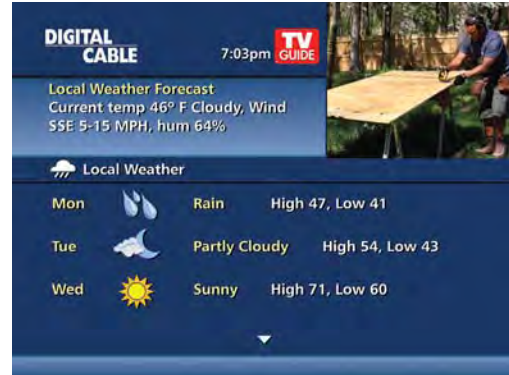 DIGITAL
CABLE
7:03pm
TV
GUIDE
Local Weather Forecast
Current temp 46° F Cloudy, Wind
SSE 5-15 MPH, hum 64%
Local Weather
Mon Rain High 47, Low 41
Tue Partly Cloudy High 54, Low 43
Wed Sunny High 71, Low 60